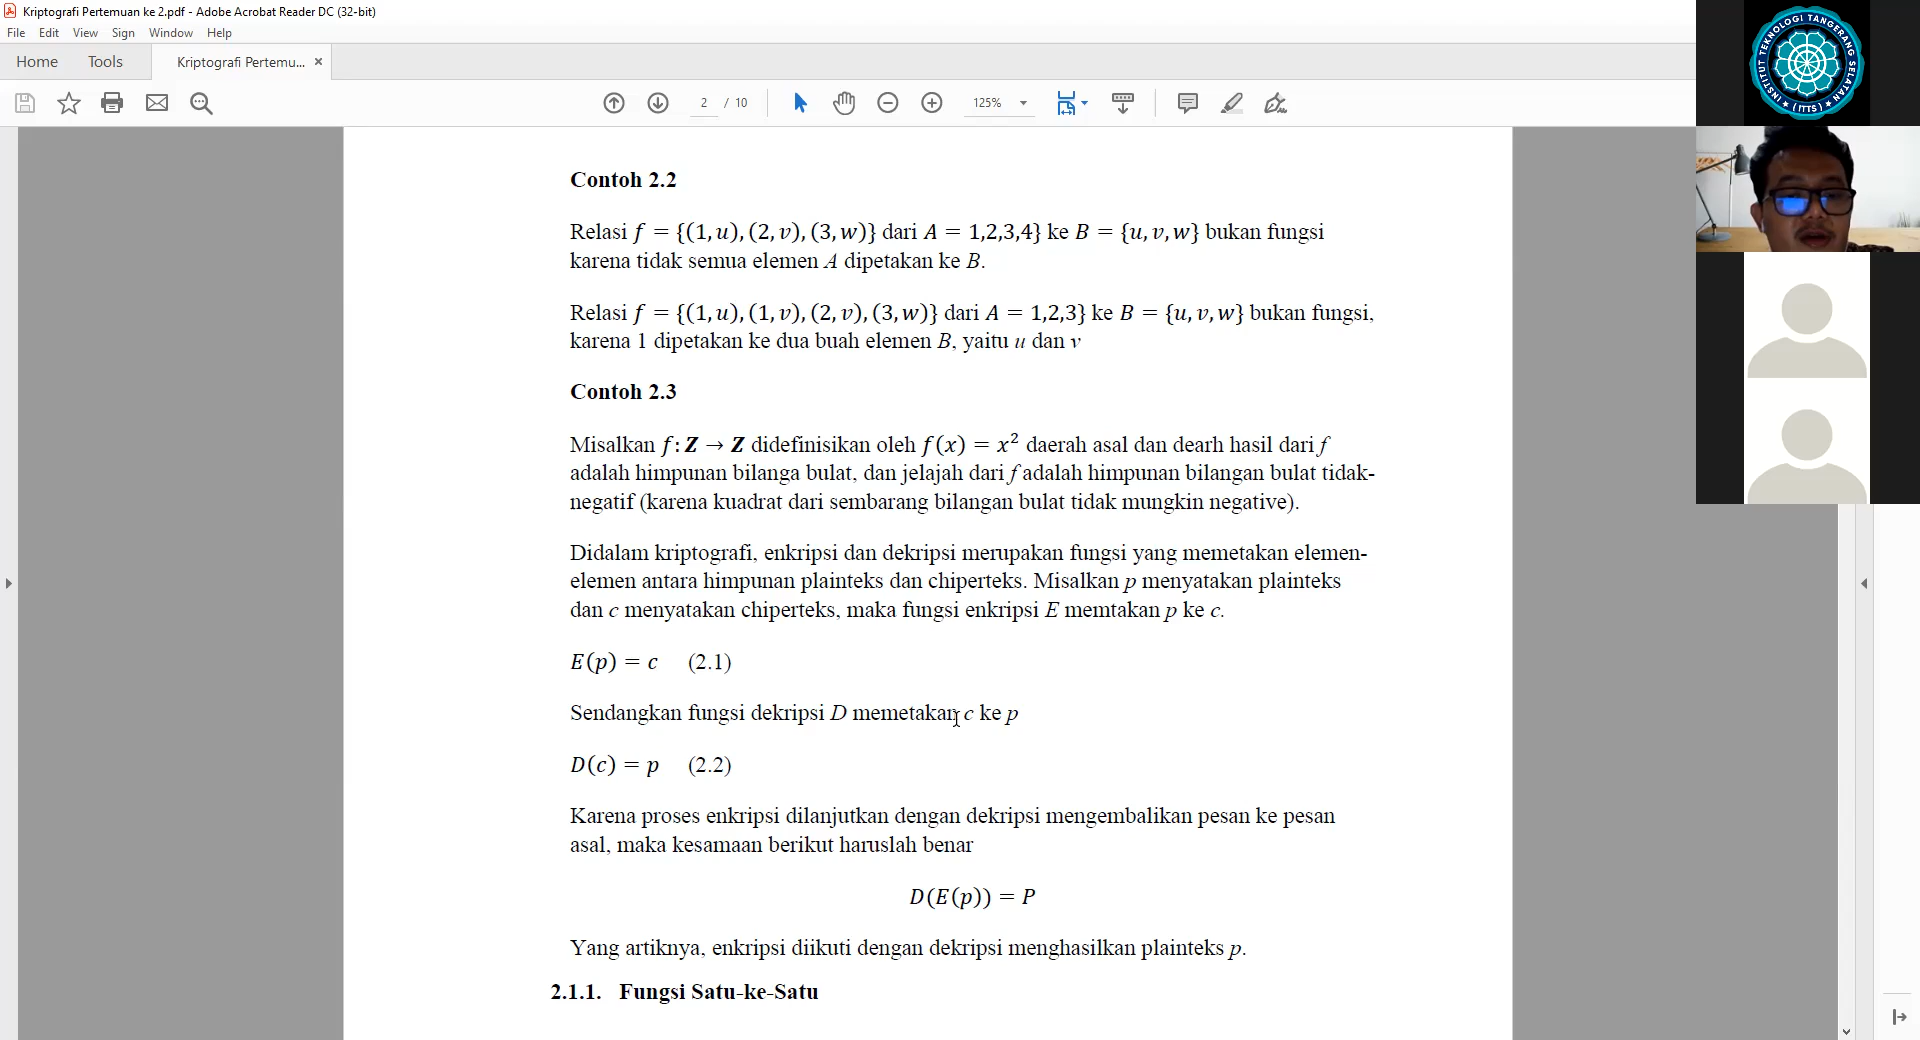 Kriptografi Pertemuan ke 2.pdf - Adobe Acrobat Reader DC (32-bit)
File Edit View Sign Window Help
Home Tools Kriptografi Pertemu... ×
2 / 10 125%
INSTITUT TEKNOLOGI TANGERANG SELATAN
(ITTS)
Contoh 2.2
Relasi f = {(1, u), (2, v), (3, w)} dari A = 1,2,3,4} ke B = {u, v, w} bukan fungsi
karena tidak semua elemen A dipetakan ke B.
Relasi f = {(1, u), (1, v), (2, v), (3, w)} dari A = 1,2,3} ke B = {u, v, w} bukan fungsi,
karena 1 dipetakan ke dua buah elemen B, yaitu u dan v
Contoh 2.3
Misalkan f: Z → Z didefinisikan oleh f(x) = x² daerah asal dan dearh hasil dari f
adalah himpunan bilanga bulat, dan jelajah dari f adalah himpunan bilangan bulat tidak-
negatif (karena kuadrat dari sembarang bilangan bulat tidak mungkin negative).
Didalam kriptografi, enkripsi dan dekripsi merupakan fungsi yang memetakan elemen-
elemen antara himpunan plainteks dan chiperteks. Misalkan p menyatakan plainteks
dan c menyatakan chiperteks, maka fungsi enkripsi E memtakan p ke c.
E(p) = c (2.1)
Sendangkan fungsi dekripsi D memetakan c ke p
D(c) = p (2.2)
Karena proses enkripsi dilanjutkan dengan dekripsi mengembalikan pesan ke pesan
asal, maka kesamaan berikut haruslah benar
D(E(p)) = P
Yang artiknya, enkripsi diikuti dengan dekripsi menghasilkan plainteks p.
2.1.1. Fungsi Satu-ke-Satu